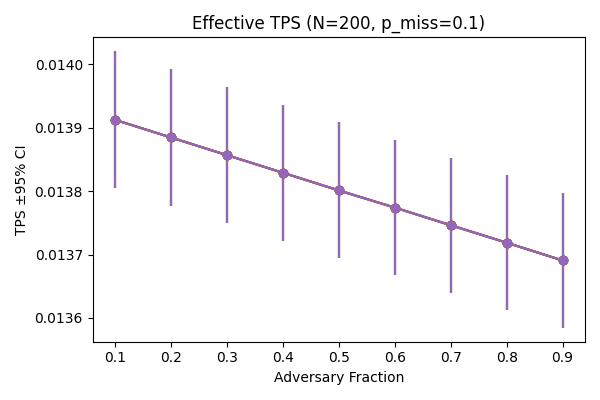 Effective TPS (N=200, p_miss=0.1)
TPS ±95% CI
0.0140
0.0139
0.0138
0.0137
0.0136
0.1 0.2 0.3 0.4 0.5 0.6 0.7 0.8 0.9
Adversary Fraction